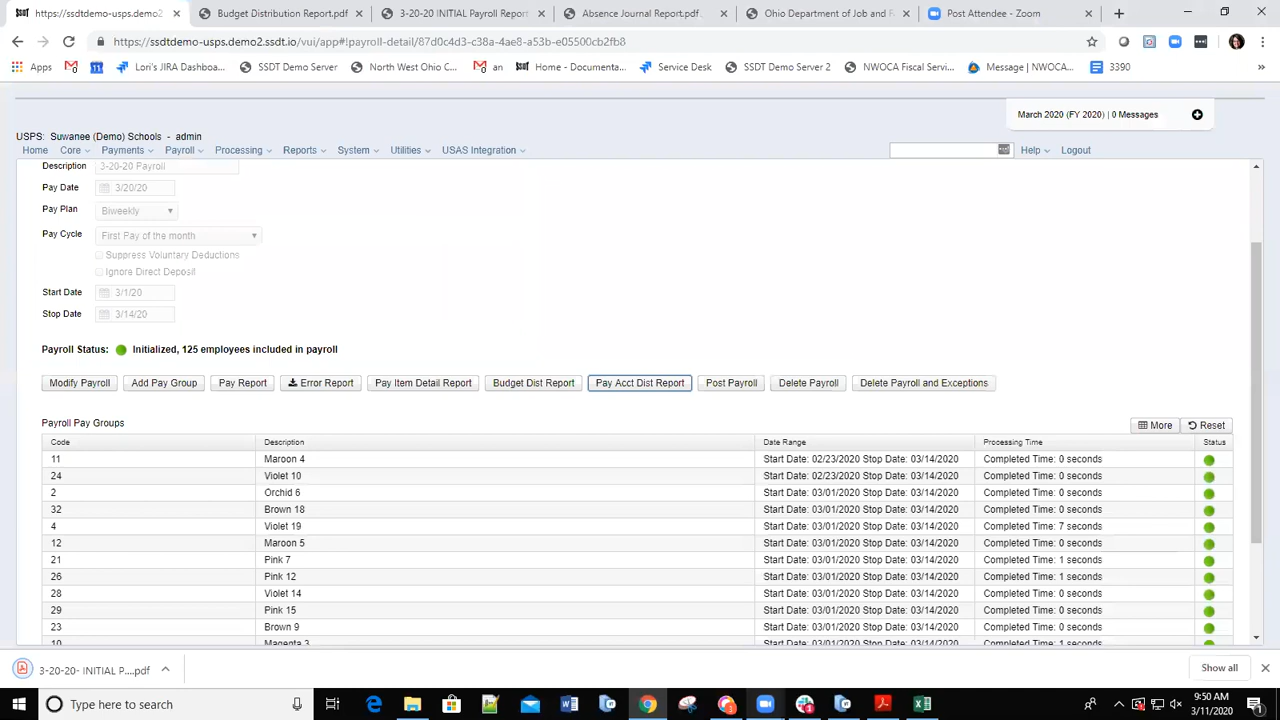 https://ssdtdemo-usps.demo2
Budget Distribution Report.pdf
3-20-20 INITIAL Payroll Report
Absence Journal Report.pdf
Ohio Department of Job and F
Post Attendee - Zoom
https://ssdtdemo-usps.demo2.ssdt.io/vui/app#!payroll-detail/87d0c4d3-c38a-4ae8-a53b-e05500cb2fb8
Apps
Lori's JIRA Dashboa...
SSDT Demo Server
North West Ohio C...
an
Home - Documenta...
Service Desk
SSDT Demo Server 2
NWOCA Fiscal Servi...
Message | NWOCA....
3390
March 2020 (FY 2020) | 0 Messages
USPS: Suwanee (Demo) Schools - admin
Home Core Payments Payroll Processing Reports System Utilities USAS Integration Help Logout
Description 3-20-20 Payroll
Pay Date 3/20/20
Pay Plan Biweekly
Pay Cycle First Pay of the month
Suppress Voluntary Deductions
Ignore Direct Deposit
Start Date 3/1/20
Stop Date 3/14/20
Payroll Status: Initialized, 125 employees included in payroll
Modify Payroll Add Pay Group Pay Report Error Report Pay Item Detail Report Budget Dist Report Pay Acct Dist Report Post Payroll Delete Payroll Delete Payroll and Exceptions
Payroll Pay Groups More Reset
Code Description Date Range Processing Time Status
11 Maroon 4 Start Date: 02/23/2020 Stop Date: 03/14/2020 Completed Time: 0 seconds
24 Violet 10 Start Date: 02/23/2020 Stop Date: 03/14/2020 Completed Time: 0 seconds
2 Orchid 6 Start Date: 03/01/2020 Stop Date: 03/14/2020 Completed Time: 0 seconds
32 Brown 18 Start Date: 03/01/2020 Stop Date: 03/14/2020 Completed Time: 0 seconds
4 Violet 19 Start Date: 03/01/2020 Stop Date: 03/14/2020 Completed Time: 7 seconds
12 Maroon 5 Start Date: 03/01/2020 Stop Date: 03/14/2020 Completed Time: 0 seconds
21 Pink 7 Start Date: 03/01/2020 Stop Date: 03/14/2020 Completed Time: 1 seconds
26 Pink 12 Start Date: 03/01/2020 Stop Date: 03/14/2020 Completed Time: 1 seconds
28 Violet 14 Start Date: 03/01/2020 Stop Date: 03/14/2020 Completed Time: 0 seconds
29 Pink 15 Start Date: 03/01/2020 Stop Date: 03/14/2020 Completed Time: 0 seconds
23 Brown 9 Start Date: 03/01/2020 Stop Date: 03/14/2020 Completed Time: 0 seconds
10 Magenta 3 Start Date: 03/01/2020 Stop Date: 03/14/2020 Completed Time: 1 seconds
3-20-20- INITIAL P....pdf
Show all
Type here to search
9:50 AM
3/11/2020